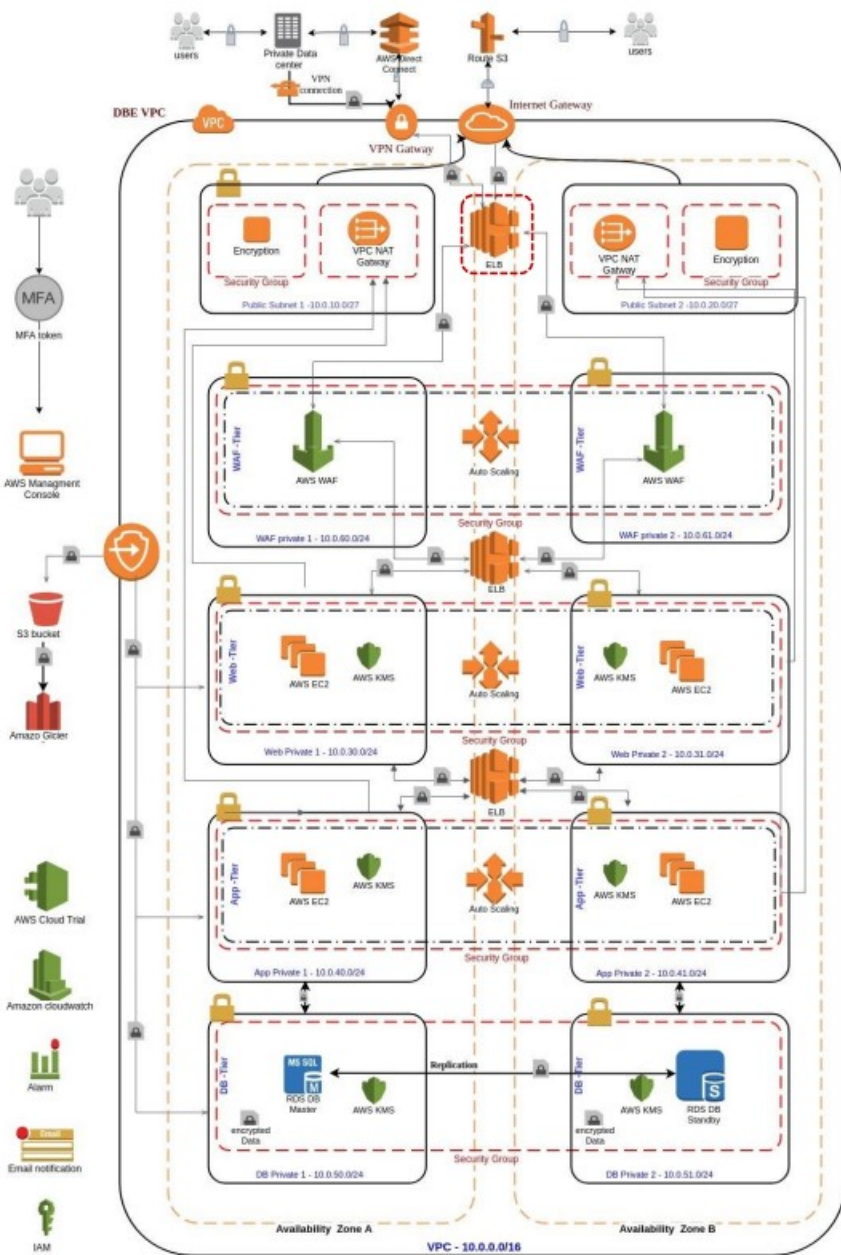 users
Private Data
center
AWS Direct
Connect
Route S3
users
VPN
connection
Internet Gateway
DBE VPC
VPC
VPN Gatway
Encryption
VPC NAT
Gatway
Security Group
Public Subnet 1 -10.0.10.0/27
ELB
VPC NAT
Gatway
Encryption
Security Group
Public Subnet 2 -10.0.20.0/27
MFA
MFA token
AWS Managment
Console
WAF -Tier
AWS WAF
Auto Scaling
WAF -Tier
AWS WAF
Security Group
WAF private 1 - 10.0.60.0/24
WAF private 2 - 10.0.61.0/24
ELB
S3 bucket
Amazo Glcier
Web -Tier
AWS EC2
AWS KMS
Auto Scaling
Web -Tier
AWS KMS
AWS EC2
Security Group
Web Private 1 - 10.0.30.0/24
Web Private 2 - 10.0.31.0/24
ELB
App -Tier
AWS EC2
AWS KMS
Auto Scaling
App -Tier
AWS KMS
AWS EC2
Security Group
App Private 1 - 10.0.40.0/24
App Private 2 - 10.0.41.0/24
AWS Cloud Trial
Amazon cloudwatch
Alarm
Email
Email notification
IAM
DB -Tier
MS SQL
M
RDS DB
Master
AWS KMS
encrypted
Data
Replication
DB -Tier
AWS KMS
S
RDS DB
Standby
encrypted
Data
Security Group
DB Private 1 - 10.0.50.0/24
DB Private 2 - 10.0.51.0/24
Availability Zone A
Availability Zone B
VPC - 10.0.0.0/16